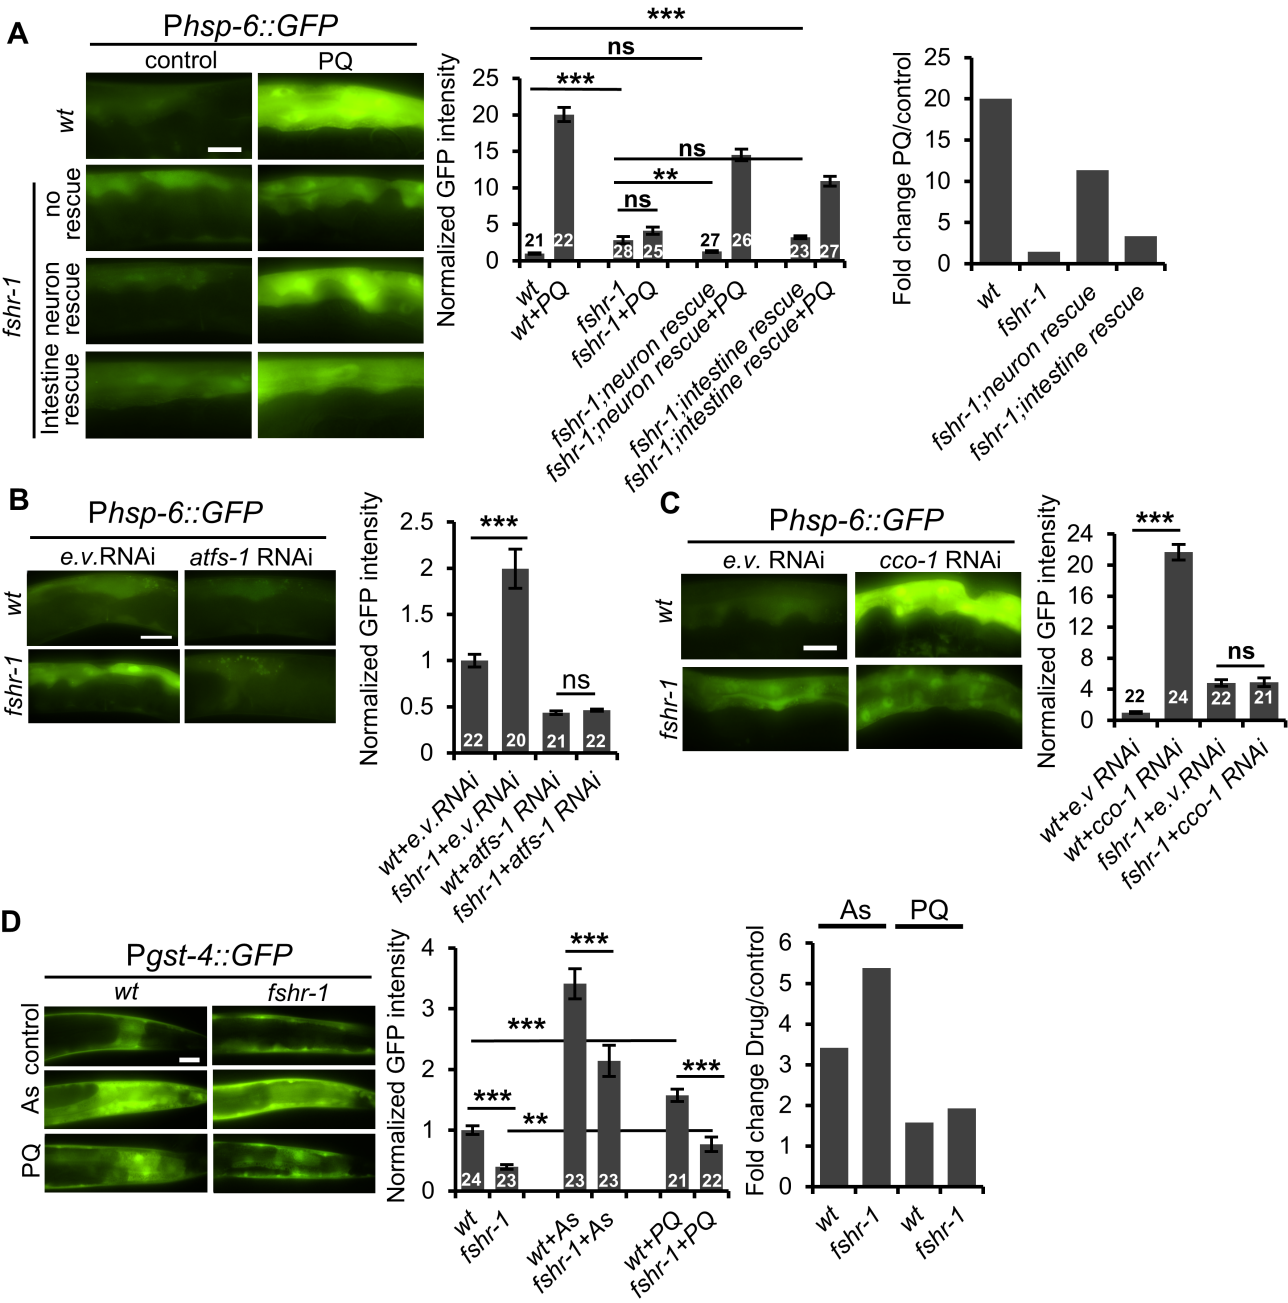 A
Phsp-6::GFP
control PQ
wt
no rescue
neuron rescue
Intestine rescue
fshr-1
Normalized GFP intensity
25
20
15
10
5
0
***
ns
***
ns
**
ns
21 22 28 25 27 26 23 27
wt
wt+PQ
fshr-1
fshr-1+PQ
fshr-1;neuron rescue
fshr-1;neuron rescue+PQ
fshr-1;intestine rescue
fshr-1;intestine rescue+PQ
Fold change PQ/control
25
20
15
10
5
0
wt
fshr-1
fshr-1;neuron rescue
fshr-1;intestine rescue
B
Phsp-6::GFP
e.v.RNAi atfs-1 RNAi
wt
fshr-1
Normalized GFP intensity
2.5
2
1.5
1
0.5
0
***
ns
22 20 21 22
wt+e.v.RNAi
fshr-1+e.v.RNAi
wt+atfs-1 RNAi
fshr-1+atfs-1 RNAi
C
Phsp-6::GFP
e.v. RNAi cco-1 RNAi
wt
fshr-1
Normalized GFP intensity
24
20
16
12
8
4
0
***
ns
22 24 22 21
wt+e.v RNAi
wt+cco-1 RNAi
fshr-1+e.v.RNAi
fshr-1+cco-1 RNAi
D
Pgst-4::GFP
wt fshr-1
control
As
PQ
Normalized GFP intensity
4
3
2
1
0
***
***
***
***
**
24 23 23 23 21 22
wt
fshr-1
wt+As
fshr-1+As
wt+PQ
fshr-1+PQ
As PQ
Fold change Drug/control
6
5
4
3
2
1
0
wt
fshr-1
wt
fshr-1